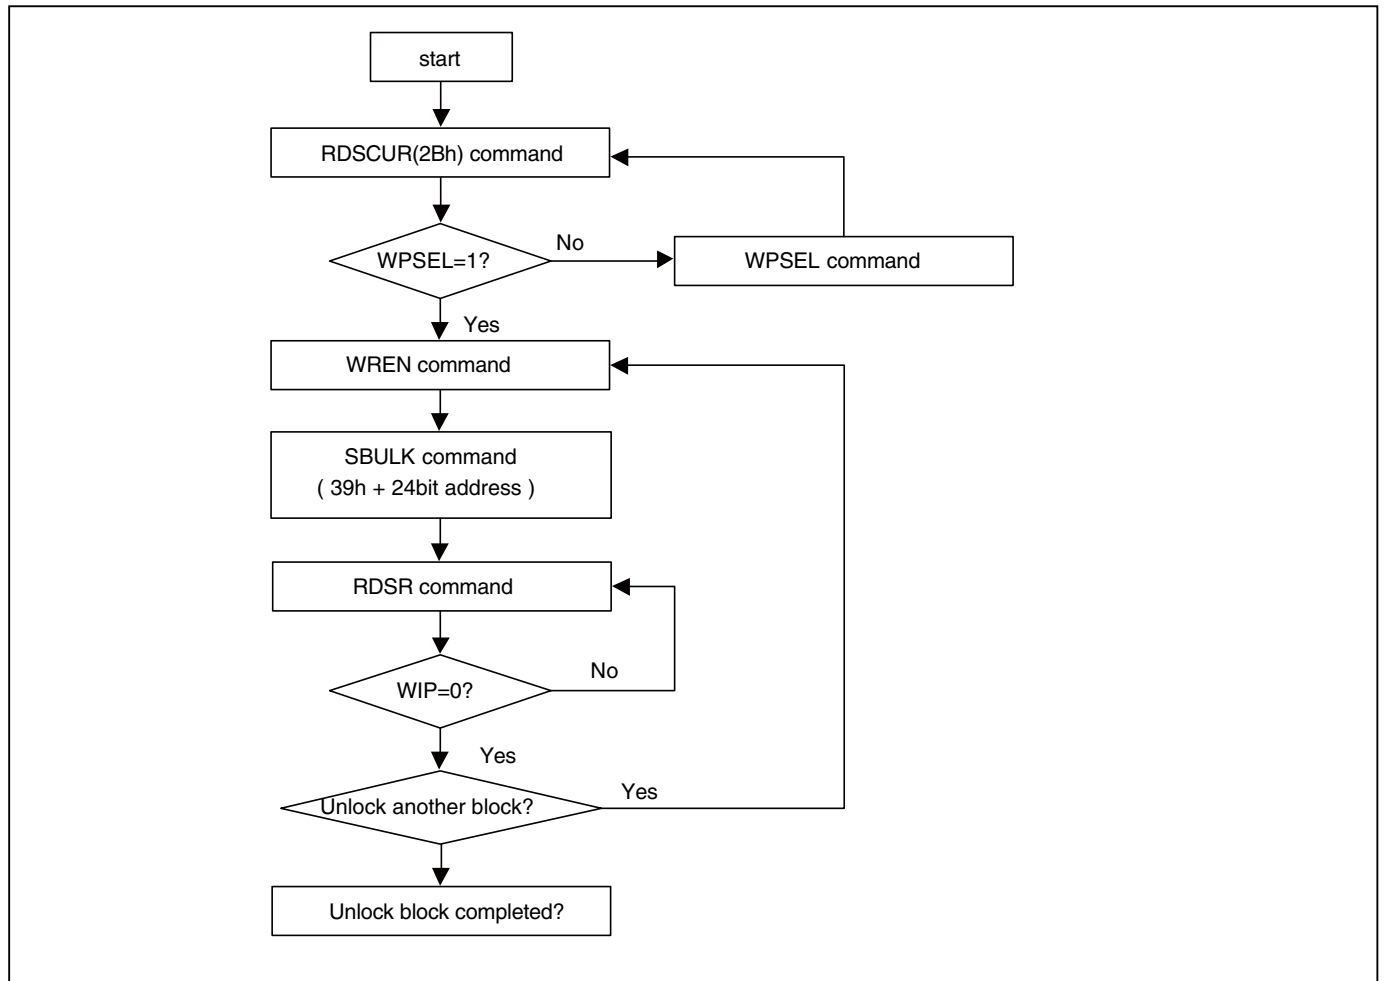 start
RDSCUR(2Bh) command
WPSEL=1?
No
WPSEL command
Yes
WREN command
SBULK command
( 39h + 24bit address )
RDSR command
WIP=0?
No
Yes
Unlock another block?
Yes
Unlock block completed?